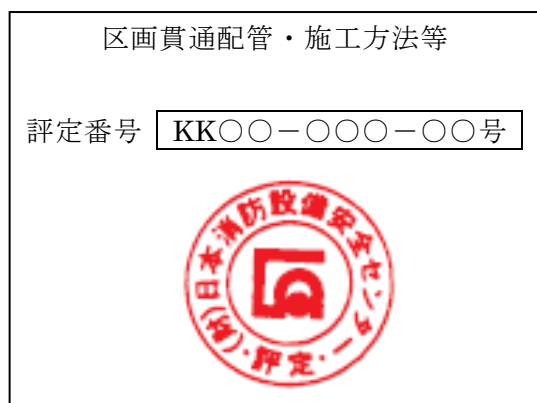 区画貫通配管・施工方法等
評定番号 KK○○－○○○－○○号
(財)日本消防設備安全センター
・評定・